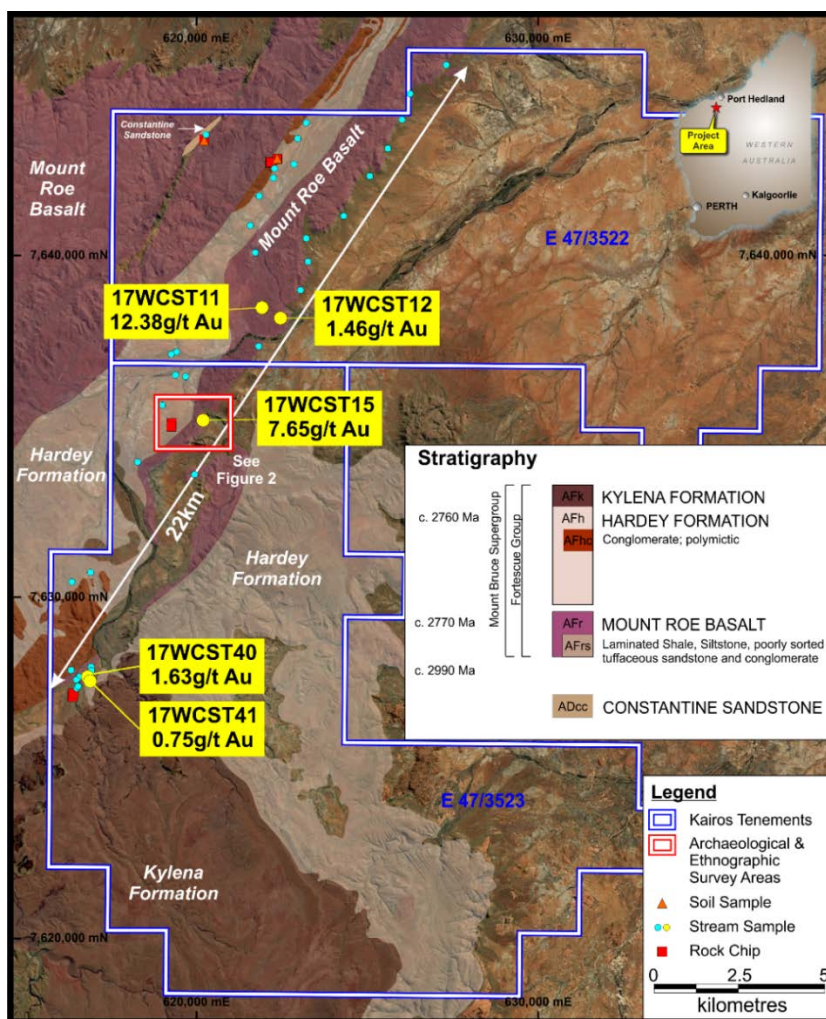 620,000 mE
630,000 mE
Constantine
Sandstone
Port Hedland
Project
Area
WESTERN
AUSTRALIA
Kalgoorlie
PERTH
Mount
Roe
Basalt
Mount Roe Basalt
E 47/3522
7,640,000 mN
7,640,000 mN
17WCST11
12.38g/t Au
17WCST12
1.46g/t Au
17WCST15
7.65g/t Au
See
Figure 2
Hardey
Formation
22km
Hardey
Formation
Stratigraphy
Mount Bruce Supergroup
Fortescue Group
c. 2760 Ma
c. 2770 Ma
c. 2990 Ma
AFk KYLENA FORMATION
AFh HARDEY FORMATION
AFhc Conglomerate; polymictic
AFr MOUNT ROE BASALT
AFrs Laminated Shale, Siltstone, poorly sorted
tuffaceous sandstone and conglomerate
ADcc CONSTANTINE SANDSTONE
7,630,000 mN
17WCST40
1.63g/t Au
17WCST41
0.75g/t Au
E 47/3523
Kylena
Formation
7,620,000 mN
620,000 mE
630,000 mE
Legend
Kairos Tenements
Archaeological &
Ethnographic
Survey Areas
Soil Sample
Stream Sample
Rock Chip
0 2.5 5
kilometres